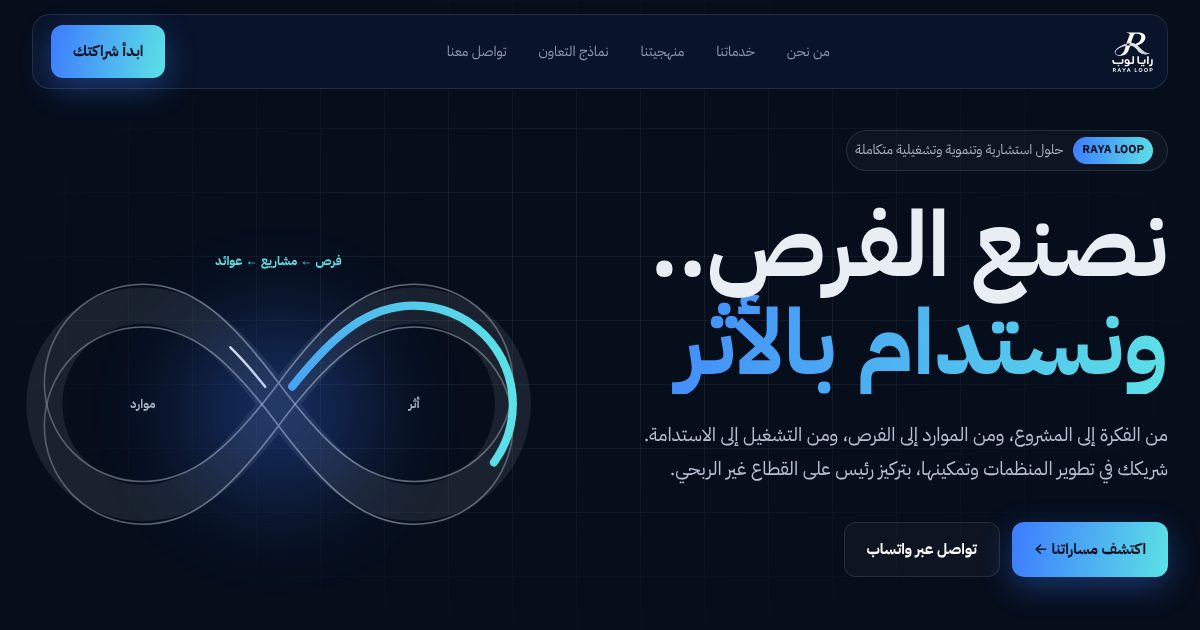 رايا لوب
RAYA LOOP
من نحن
خدماتنا
منهجيتنا
نماذج التعاون
تواصل معنا
ابدأ شراكتك
RAYA LOOP حلول استشارية وتنموية وتشغيلية متكاملة
نصنع الفرص..
ونستدام بالأثر
من الفكرة إلى المشروع، ومن الموارد إلى الفرص، ومن التشغيل إلى الاستدامة.
شريكك في تطوير المنظمات وتمكينها، بتركيز رئيس على القطاع غير الربحي.
اكتشف مساراتنا ←
تواصل عبر واتساب
فرص ← مشاريع ← عوائد
أثر
موارد